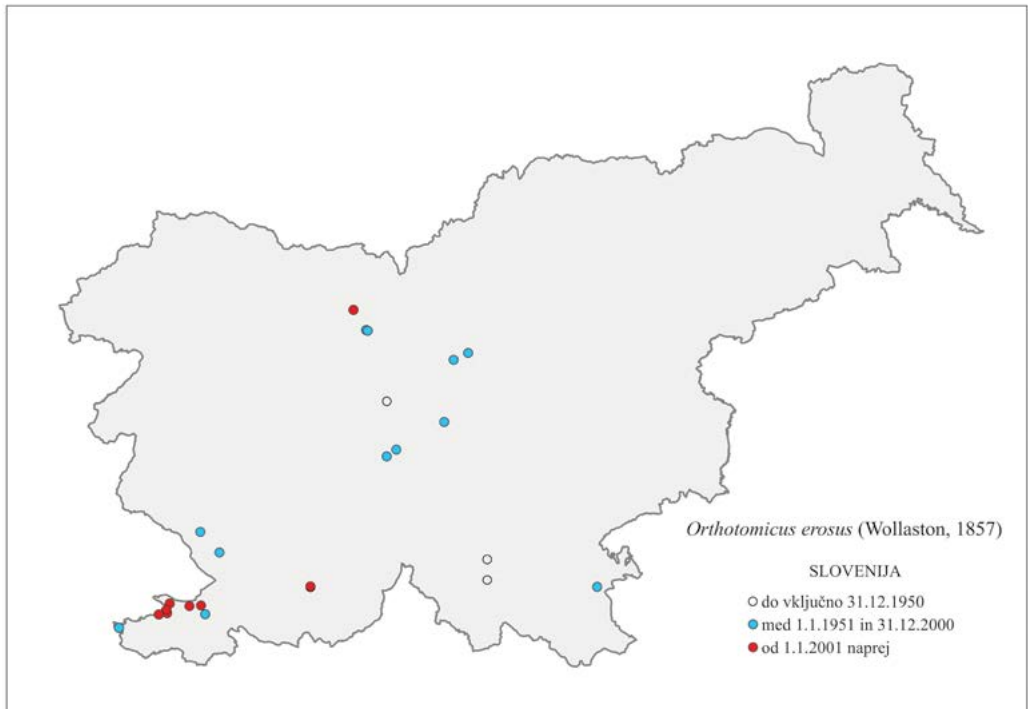 Orthotomicus erosus (Wollaston, 1857)
SLOVENIJA
do vključno 31.12.1950
med 1.1.1951 in 31.12.2000
od 1.1.2001 naprej